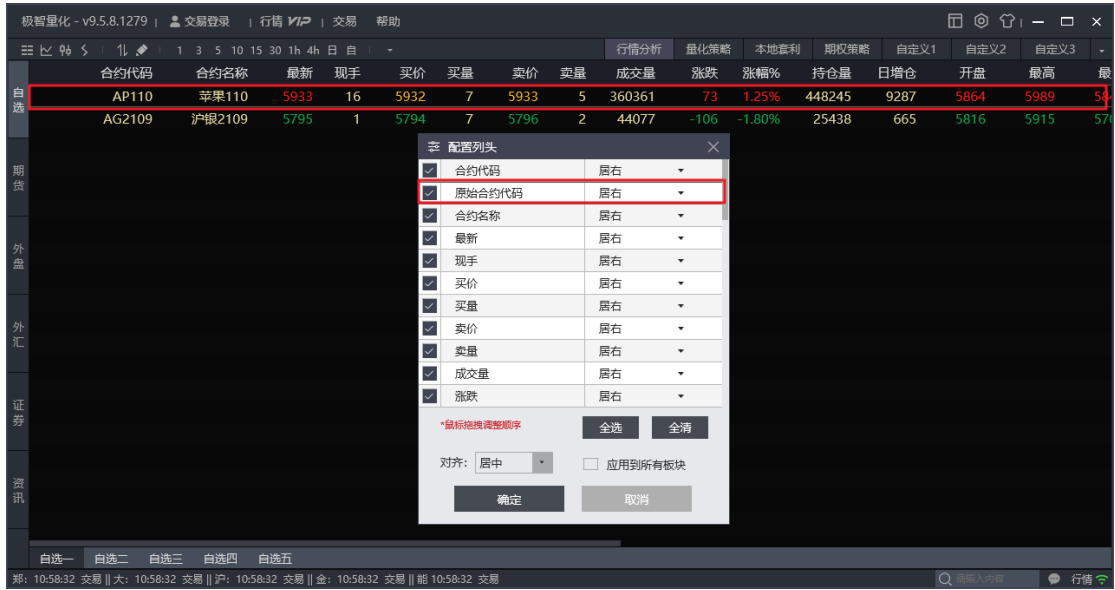 极智量化 - v9.5.8.1279 | 交易登录 | 行情 VIP | 交易 帮助
1 3 5 10 15 30 1h 4h 日 自 行情分析 量化策略 本地套利 期权策略 自定义1 自定义2 自定义3
合约代码 合约名称 最新 现手 买价 买量 卖价 卖量 成交量 涨跌 涨幅% 持仓量 日增仓 开盘 最高 最
AP110 苹果110 5933 16 5932 7 5933 5 360361 73 1.25% 448245 9287 5864 5989
AG2109 沪银2109 5795 1 5794 7 5796 2 44077 -106 -1.80% 25438 665 5816 5915 570
自选
期货
外盘
外汇
证券
资讯
配置列头
合约代码 居右
原始合约代码 居右
合约名称 居右
最新 居右
现手 居右
买价 居右
买量 居右
卖价 居右
卖量 居右
成交量 居右
涨跌 居右
*鼠标拖拽调整顺序 全选 全清
对齐: 居中 应用到所有板块
确定 取消
自选一 自选二 自选三 自选四 自选五
郑: 10:58:32 交易 || 大: 10:58:32 交易 || 沪: 10:58:32 交易 || 金: 10:58:32 交易 || 能 10:58:32 交易 请输入内容 行情